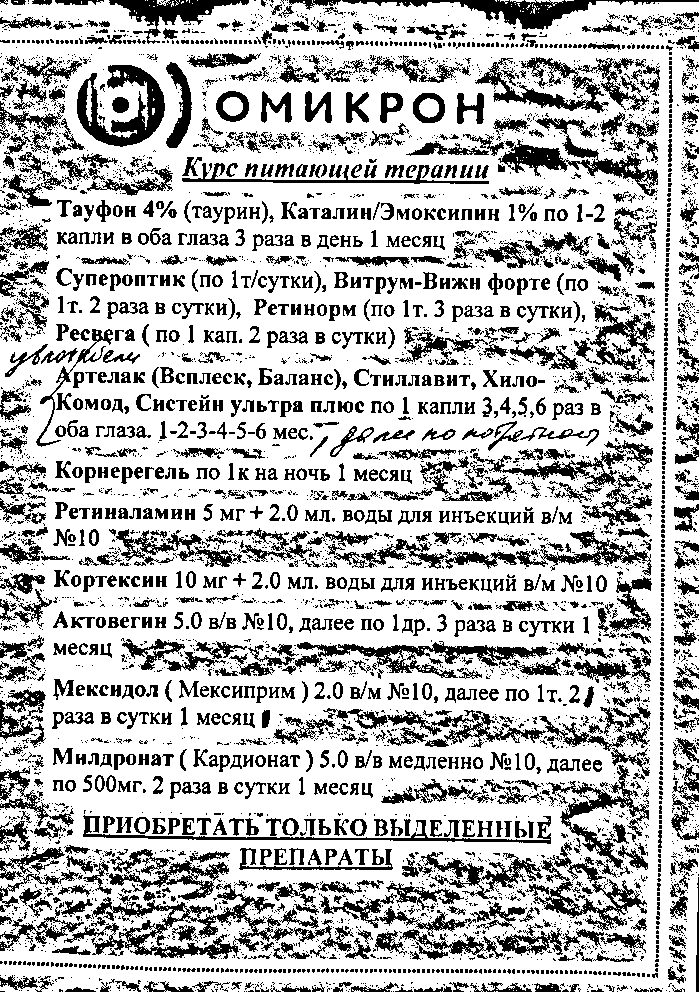 ОМИКРОН
Курс питающей терапии
Тауфон 4% (таурин), Каталин/Эмоксипин 1% по 1-2
капли в оба глаза 3 раза в день 1 месяц
Супероптик (по 1т/сутки), Витрум-Вижн форте (по
1т. 2 раза в сутки), Ретинорм (по 1т. 3 раза в сутки),
Ресвега ( по 1 кап. 2 раза в сутки)
Артелак (Всплеск, Баланс), Стиллавит, Хило-
Комод, Систейн ультра плюс по 1 капли 3,4,5,6 раз в
оба глаза. 1-2-3-4-5-6 мес. далее по
Корнерегель по 1к на ночь 1 месяц
Ретиналамин 5 мг + 2.0 мл. воды для инъекций в/м
№10
Кортексин 10 мг + 2.0 мл. воды для инъекций в/м №10
Актовегин 5.0 в/в №10, далее по 1др. 3 раза в сутки 1
месяц
Мексидол ( Мексиприм ) 2.0 в/м №10, далее по 1т. 2
раза в сутки 1 месяц
Милдронат ( Кардионат ) 5.0 в/в медленно №10, далее
по 500мг. 2 раза в сутки 1 месяц
ПРИОБРЕТАТЬ ТОЛЬКО ВЫДЕЛЕННЫЕ
ПРЕПАРАТЫ